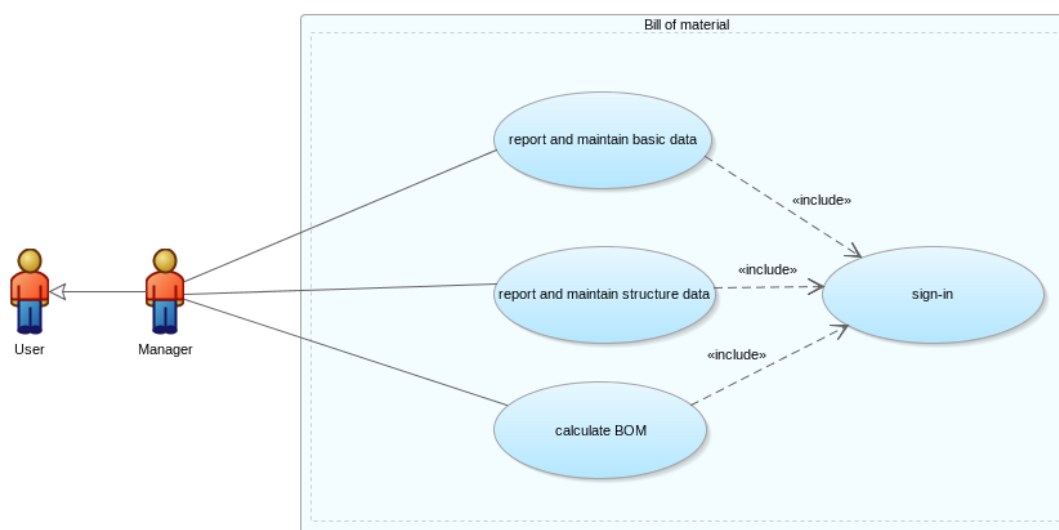 Bill of material
report and maintain basic data
«include»
report and maintain structure data
«include»
sign-in
User
Manager
«include»
calculate BOM